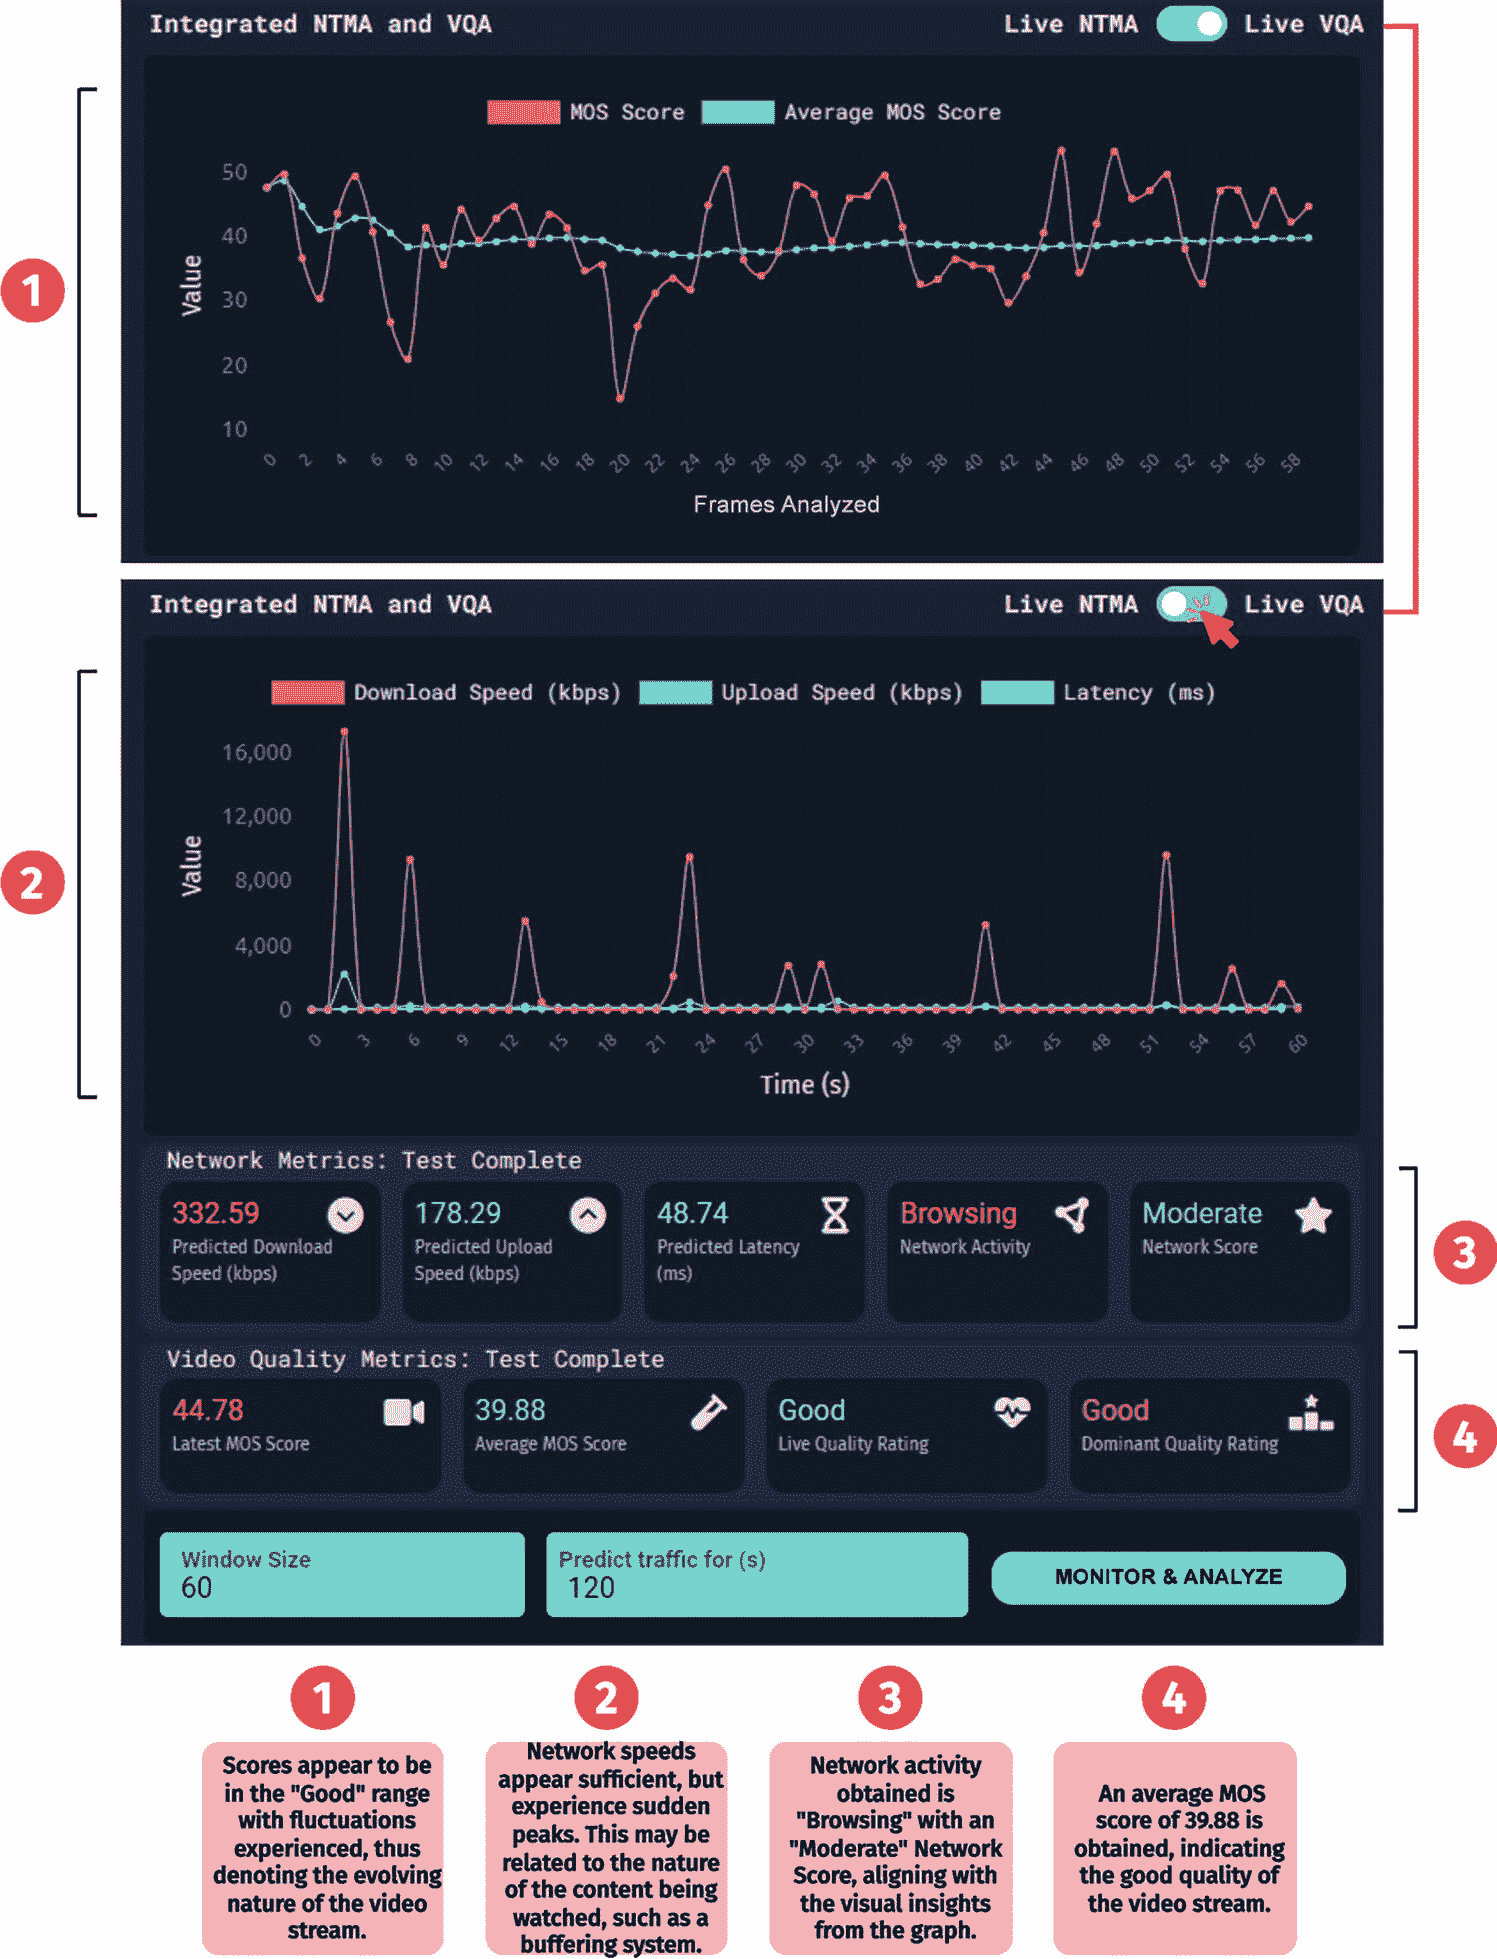 Integrated NTMA and VQA
Live NTMA Live VQA
MOS Score Average MOS Score
50
40
30
20
10
Value
0 2 4 6 8 10 12 14 16 18 20 22 24 26 28 30 32 34 36 38 40 42 44 46 48 50 52 54 56 58
Frames Analyzed
1
Integrated NTMA and VQA
Live NTMA Live VQA
Download Speed (kbps) Upload Speed (kbps) Latency (ms)
16,000
12,000
8,000
4,000
0
Value
0 3 6 9 12 15 18 21 24 27 30 33 36 39 42 45 48 51 54 57 60
Time (s)
2
Network Metrics: Test Complete
332.59
Predicted Download
Speed (kbps)
178.29
Predicted Upload
Speed (kbps)
48.74
Predicted Latency
(ms)
Browsing
Network Activity
Moderate
Network Score
3
Video Quality Metrics: Test Complete
44.78
Latest MOS Score
39.88
Average MOS Score
Good
Live Quality Rating
Good
Dominant Quality Rating
4
Window Size
60
Predict traffic for (s)
120
MONITOR & ANALYZE
1
Scores appear to be
in the "Good" range
with fluctuations
experienced, thus
denoting the evolving
nature of the video
stream.
2
Network speeds
appear sufficient, but
experience sudden
peaks. This may be
related to the nature
of the content being
watched, such as a
buffering system.
3
Network activity
obtained is
"Browsing" with an
"Moderate" Network
Score, aligning with
the visual insights
from the graph.
4
An average MOS
score of 39.88 is
obtained, indicating
the good quality of
the video stream.